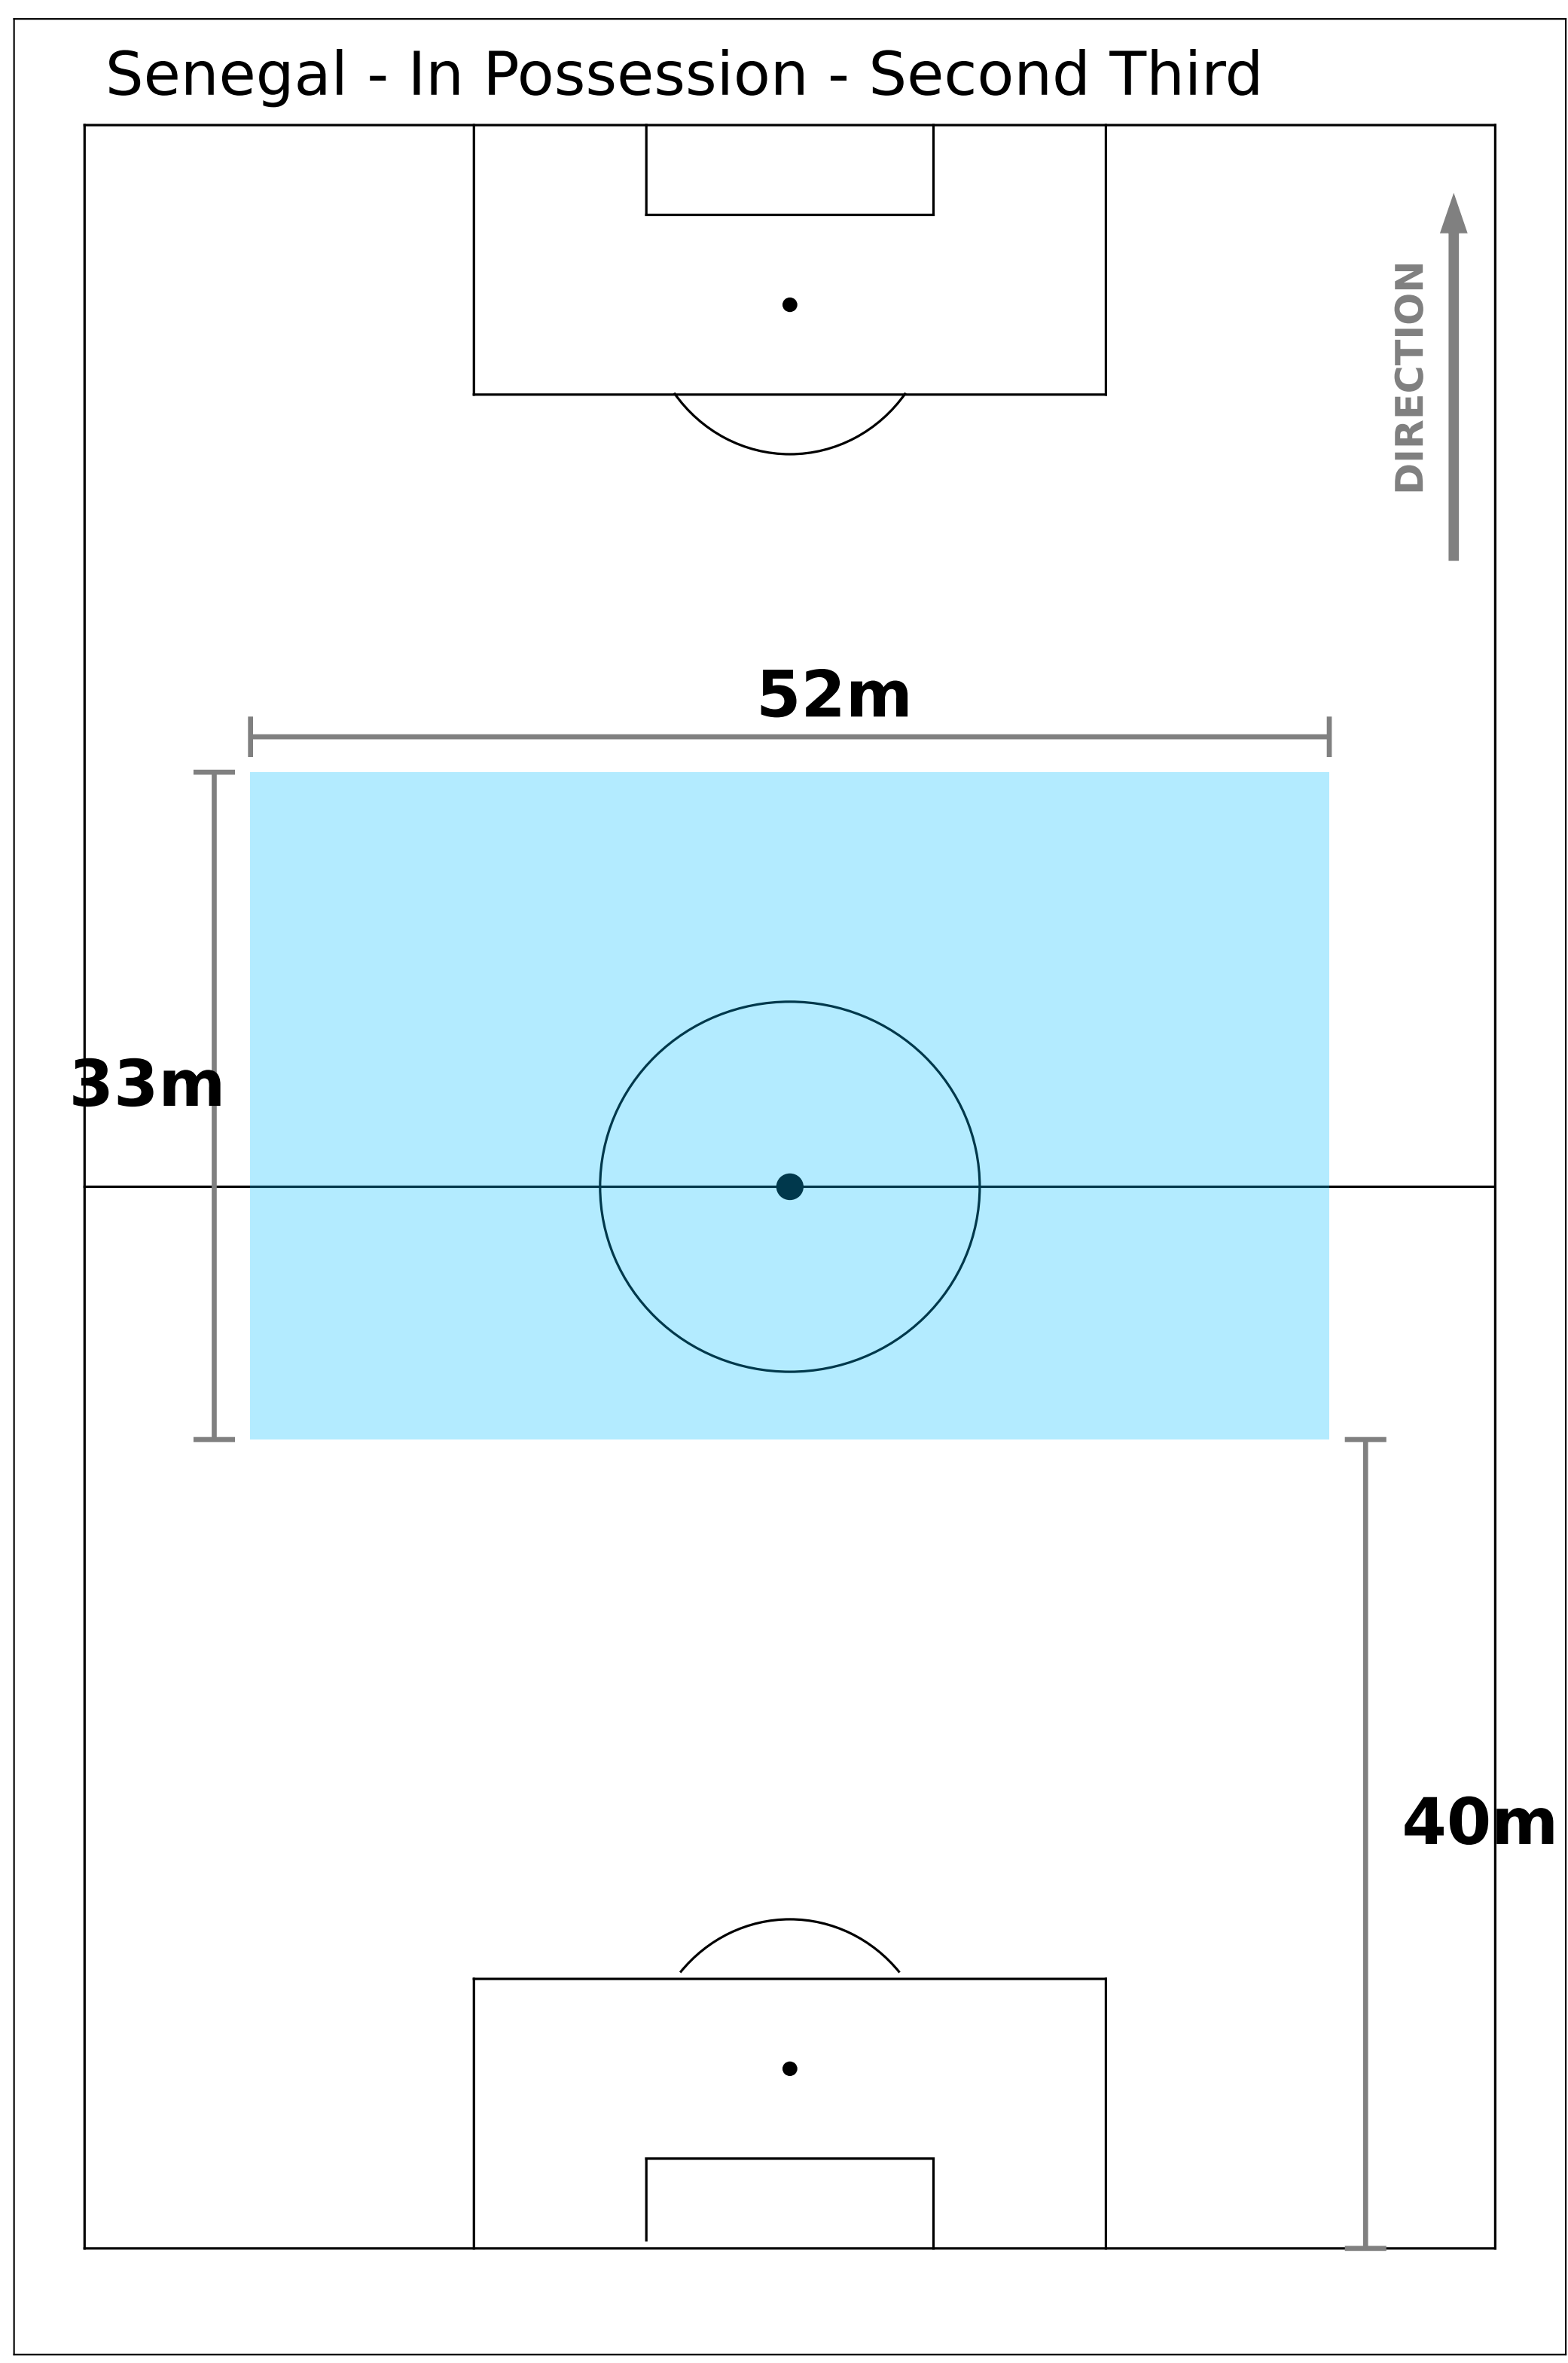 Senegal - In Possession - Second Third
DIRECTION
52m
33m
40m